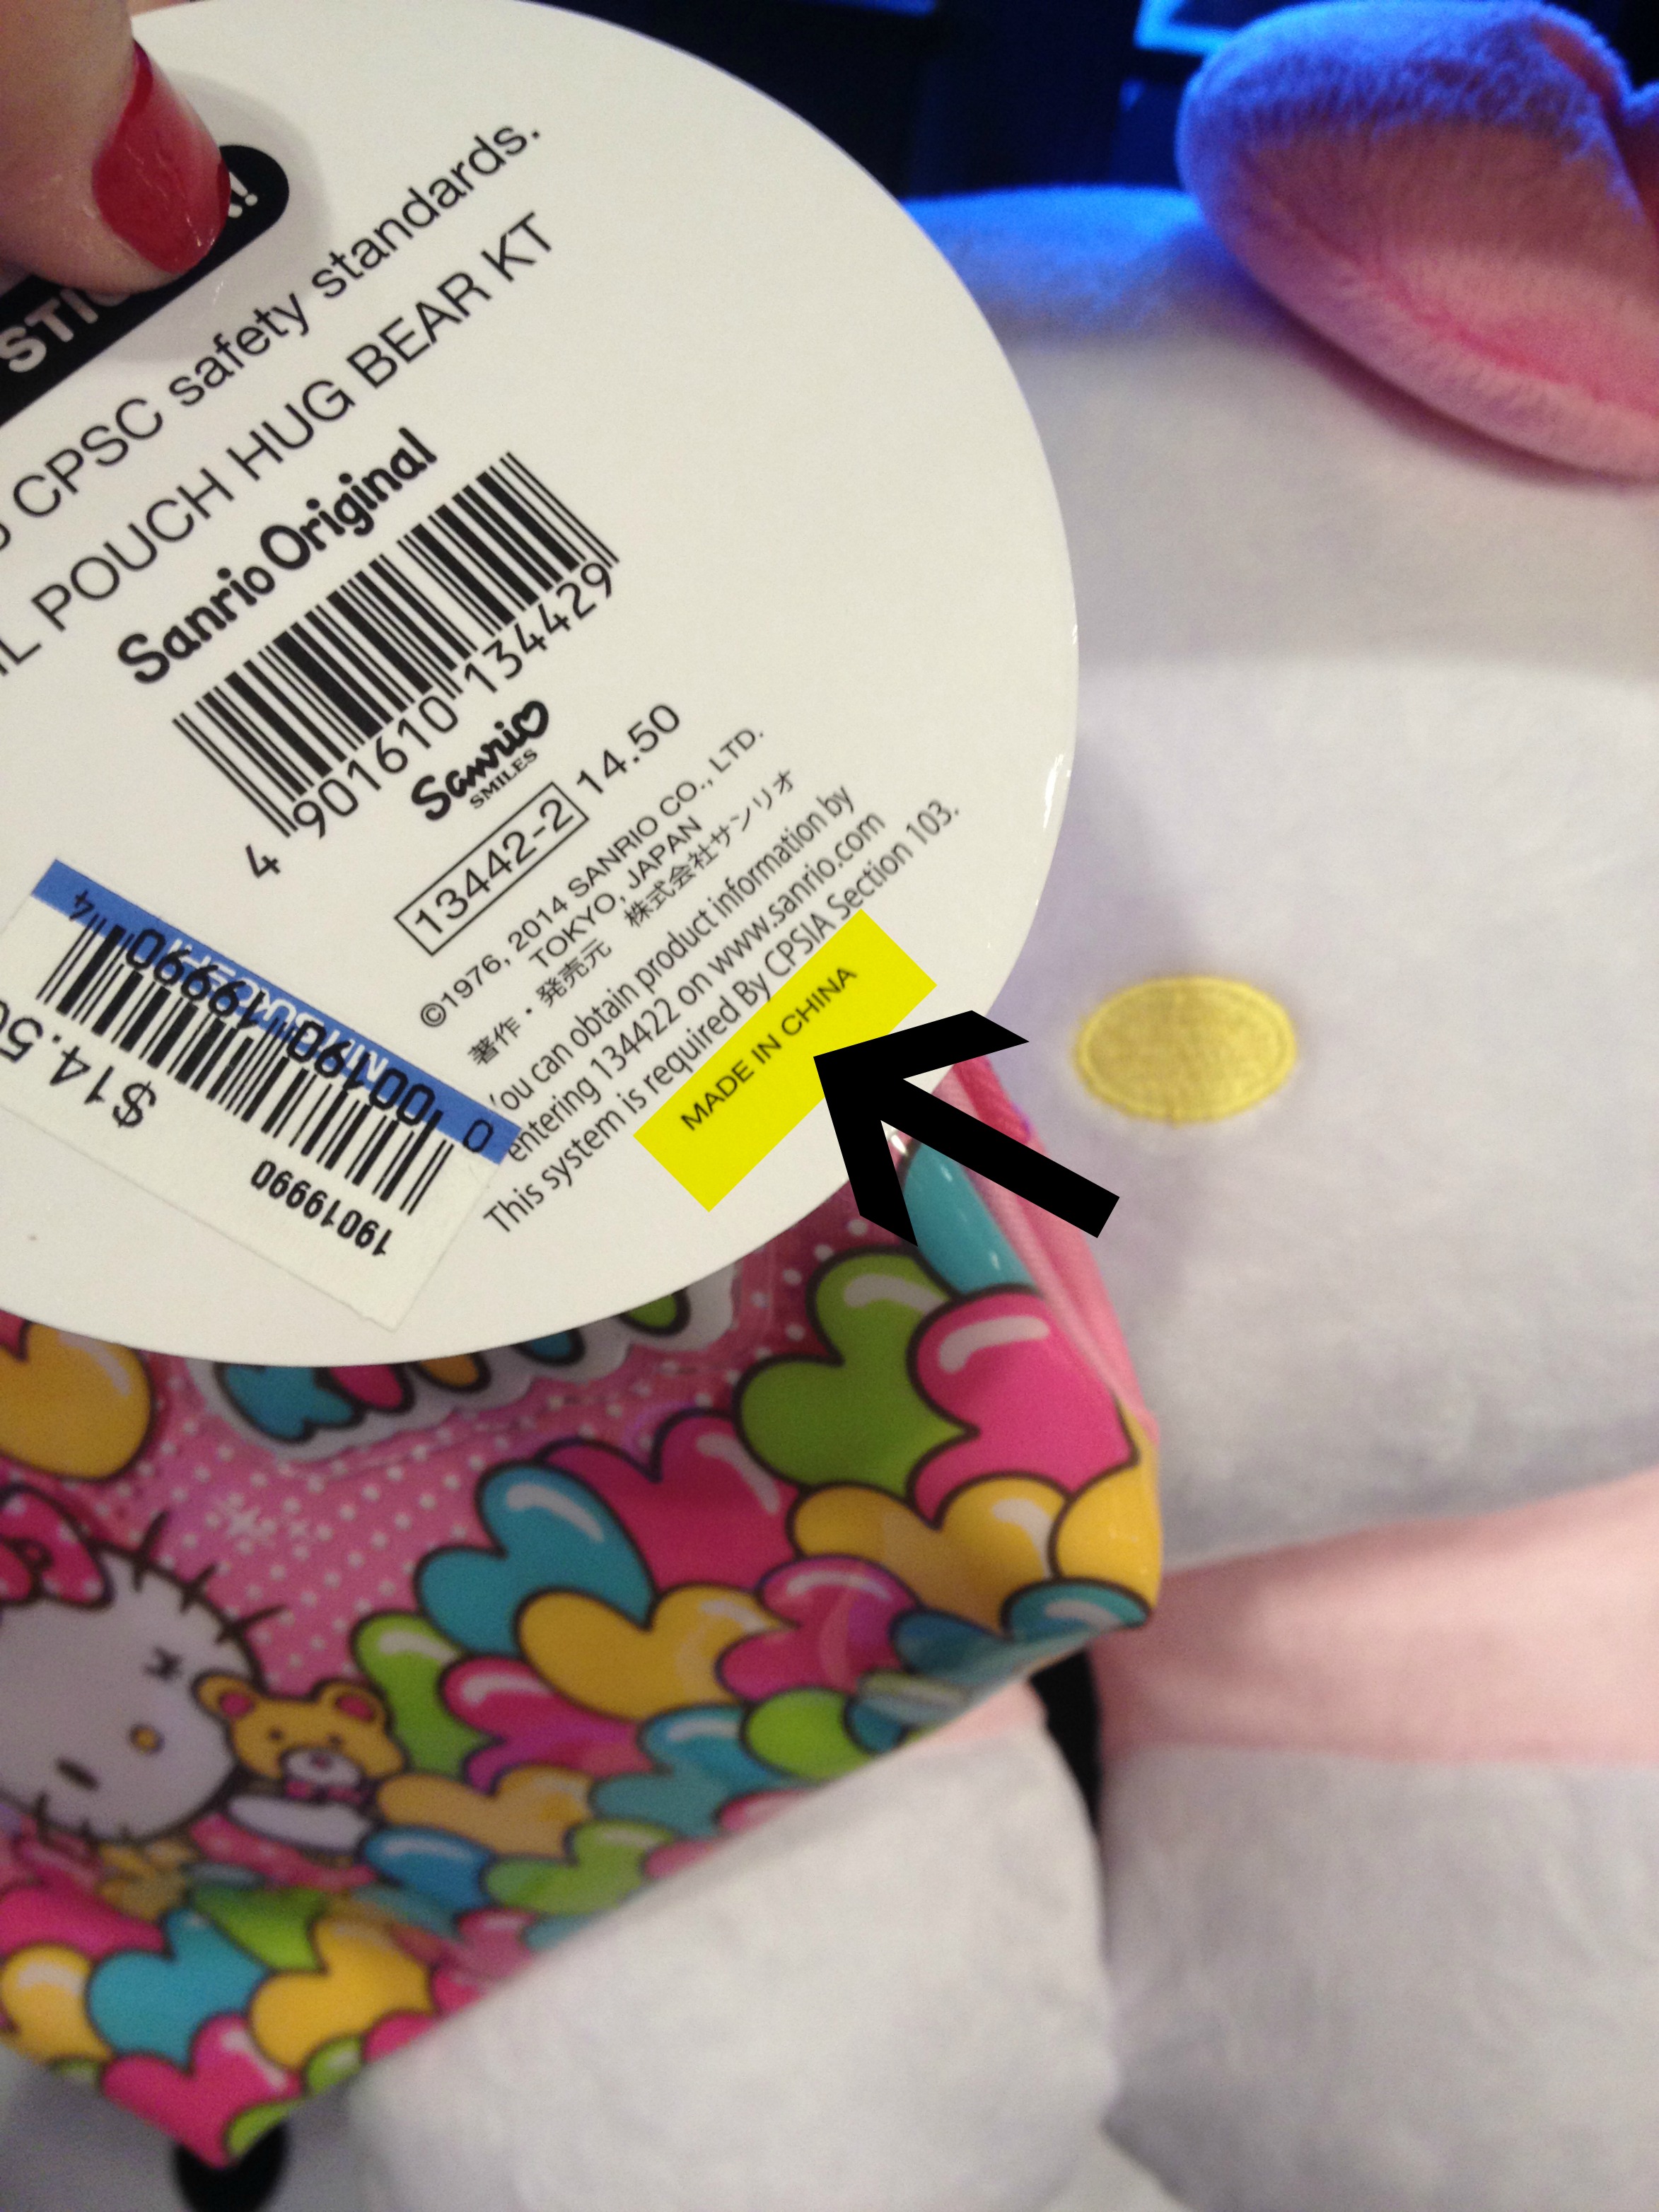 CPSC safety standards.
POUCH HUG BEAR KT
Sanrio Original
4 901610 134429
Sanrio
SMILES
13442-2 14.50
©1976, 2014 SANRIO CO., LTD.
TOKYO, JAPAN
著作・発売元 株式会社サンリオ
You can obtain product information by
entering 134422 on www.sanrio.com
This system is required By CPSIA Section 103.
MADE IN CHINA
0 0019019990 4
19019990